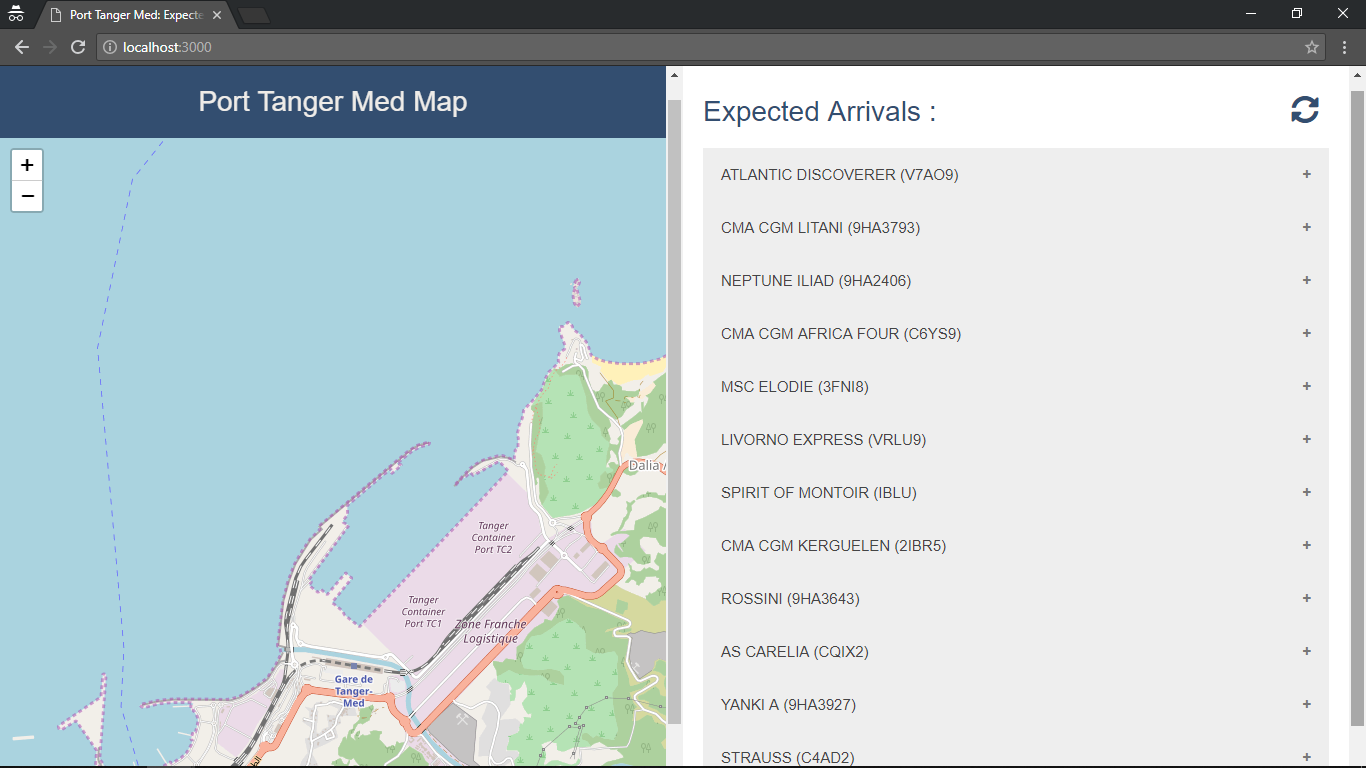 Port Tanger Med: Expecte
localhost:3000
Port Tanger Med Map
+
−
Dalia
Tanger
Container
Port TC2
Tanger
Container
Port TC1
Zone Franche
Logistique
Gare de
Tanger-
Med
Expected Arrivals :
ATLANTIC DISCOVERER (V7AO9) +
CMA CGM LITANI (9HA3793) +
NEPTUNE ILIAD (9HA2406) +
CMA CGM AFRICA FOUR (C6YS9) +
MSC ELODIE (3FNI8) +
LIVORNO EXPRESS (VRLU9) +
SPIRIT OF MONTOIR (IBLU) +
CMA CGM KERGUELEN (2IBR5) +
ROSSINI (9HA3643) +
AS CARELIA (CQIX2) +
YANKI A (9HA3927) +
STRAUSS (C4AD2) +